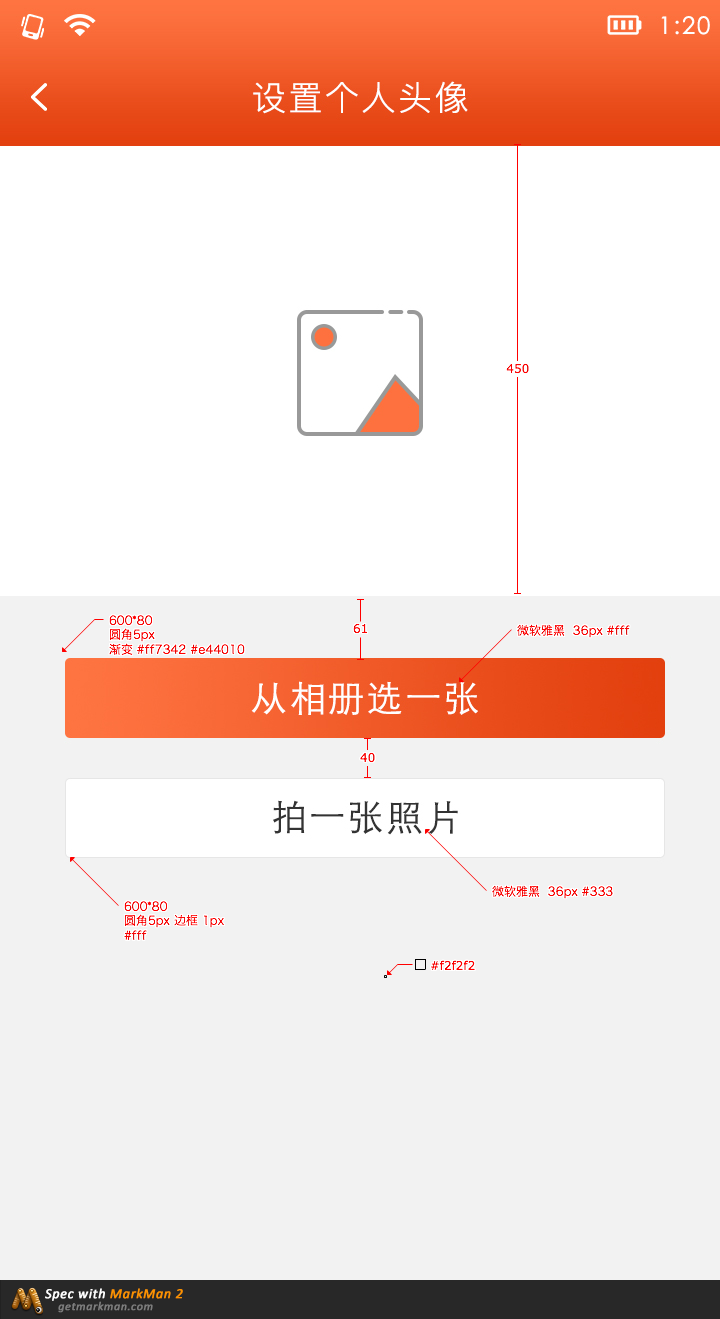 1:20
设置个人头像
450
600*80
圆角5px
渐变 #ff7342 #e44010
61
微软雅黑 36px #fff
从相册选一张
40
拍一张照片
微软雅黑 36px #333
600*80
圆角5px 边框 1px
#fff
#f2f2f2
Spec with MarkMan 2
getmarkman.com